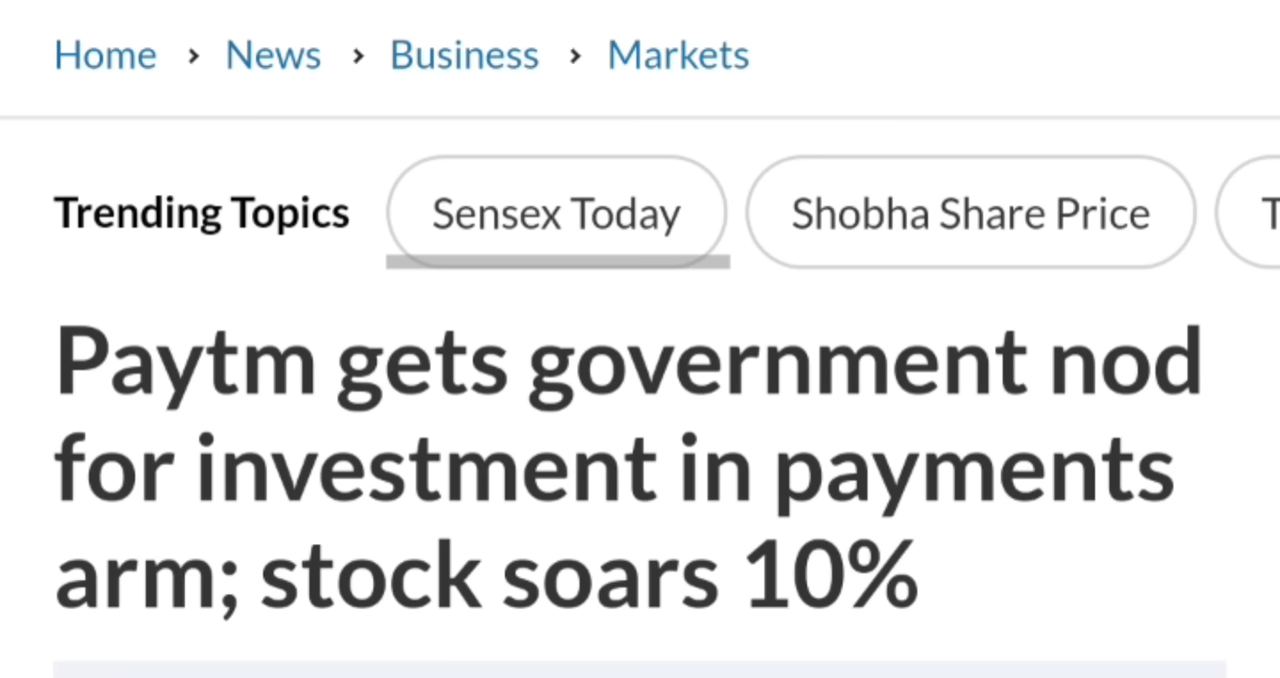 Home › News › Business › Markets
Trending Topics Sensex Today Shobha Share Price T
Paytm gets government nod
for investment in payments
arm; stock soars 10%